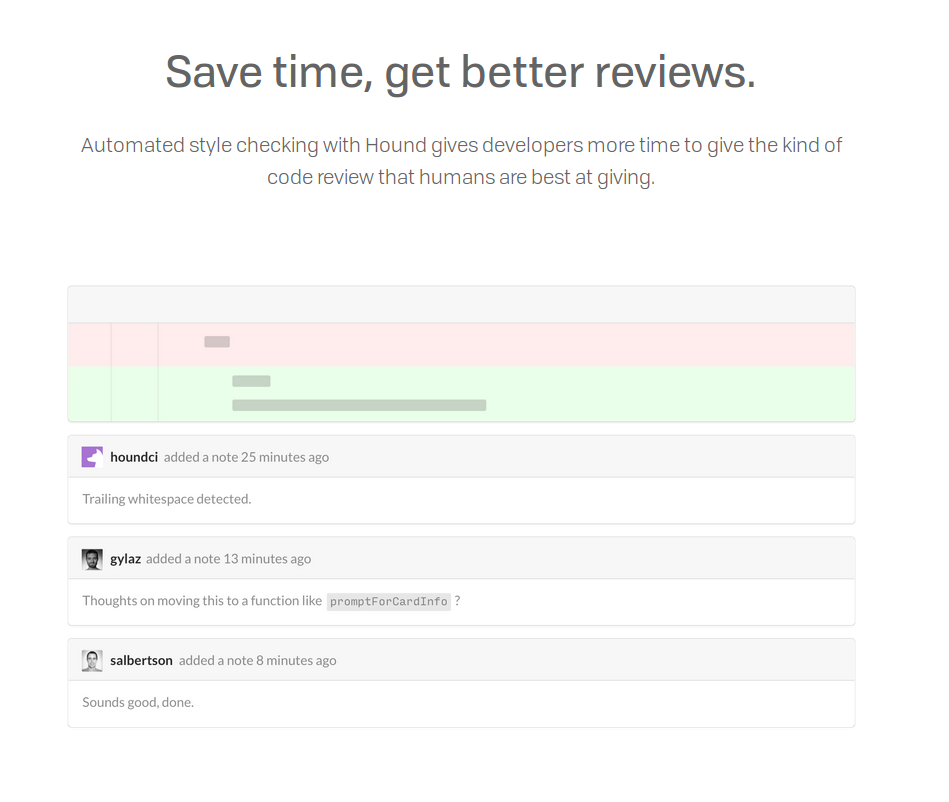 Save time, get better reviews.
Automated style checking with Hound gives developers more time to give the kind of
code review that humans are best at giving.
houndci added a note 25 minutes ago
Trailing whitespace detected.
gylaz added a note 13 minutes ago
Thoughts on moving this to a function like promptForCardInfo ?
salbertson added a note 8 minutes ago
Sounds good, done.